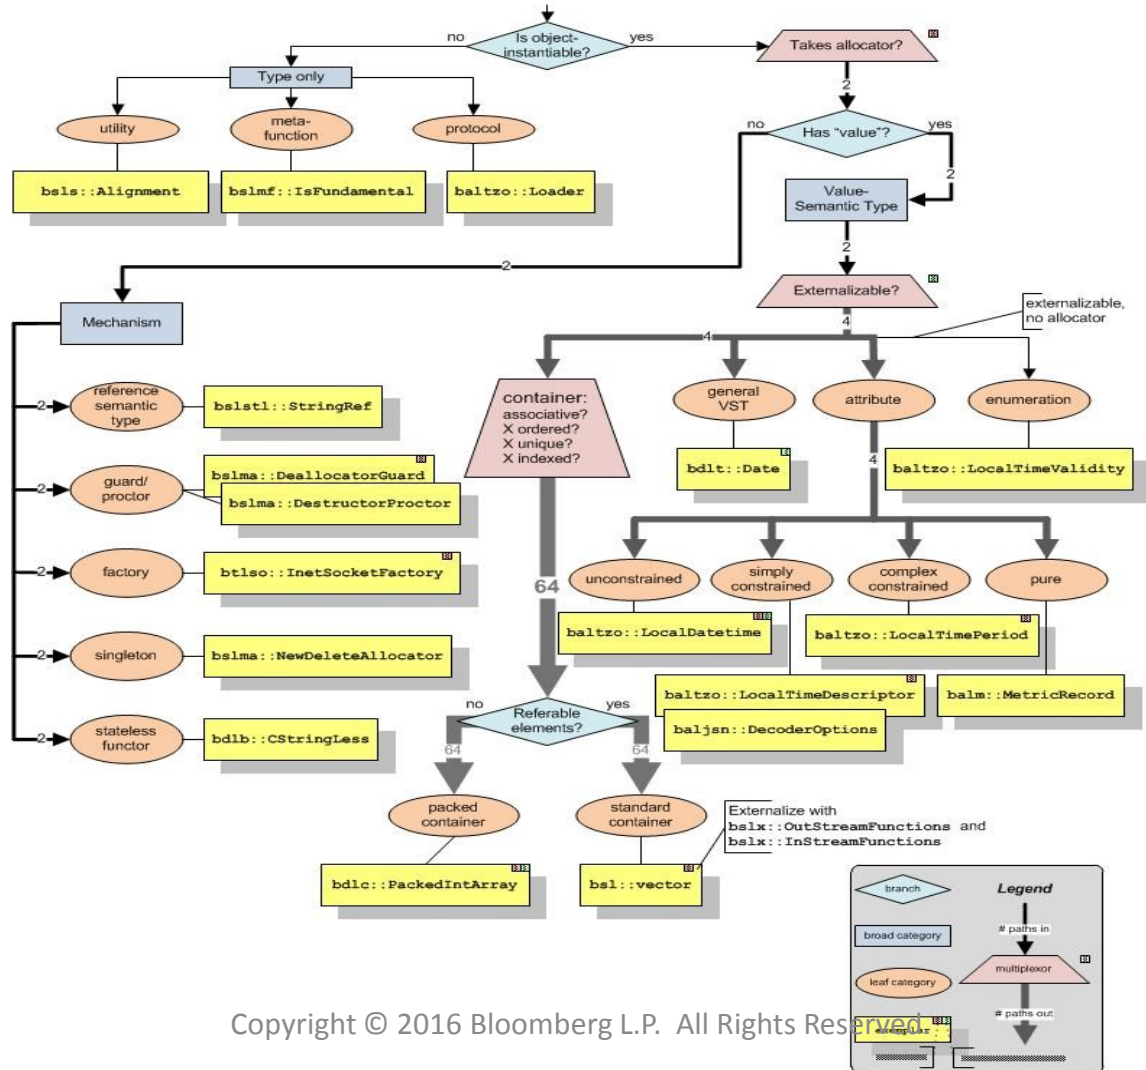 Is object-
instantiable?
no
yes
Takes allocator?
Type only
2
utility
meta-
function
protocol
no
Has "value"?
yes
bsls::Alignment
bslmf::IsFundamental
baltzo::Loader
2
Value-
Semantic Type
2
2
Externalizable?
externalizable,
no allocator
Mechanism
4
4
reference
semantic
type
2
bslstl::StringRef
container:
associative?
X ordered?
X unique?
X indexed?
general
VST
attribute
enumeration
bdlt::Date
4
baltzo::LocalTimeValidity
guard/
proctor
2
bslma::DeallocatorGuard
bslma::DestructorProctor
factory
2
btlso::InetSocketFactory
64
unconstrained
simply
constrained
complex
constrained
pure
baltzo::LocalDatetime
baltzo::LocalTimePeriod
singleton
2
bslma::NewDeleteAllocator
baltzo::LocalTimeDescriptor
baljsn::DecoderOptions
balm::MetricRecord
no
Referable
elements?
yes
stateless
functor
2
bdlb::CStringLess
64
64
packed
container
standard
container
Externalize with
bslx::OutStreamFunctions and
bslx::InStreamFunctions
bdlc::PackedIntArray
bsl::vector
Legend
branch
# paths in
broad category
multiplexor
leaf category
# paths out
exemplar
Copyright © 2016 Bloomberg L.P. All Rights Reserved.